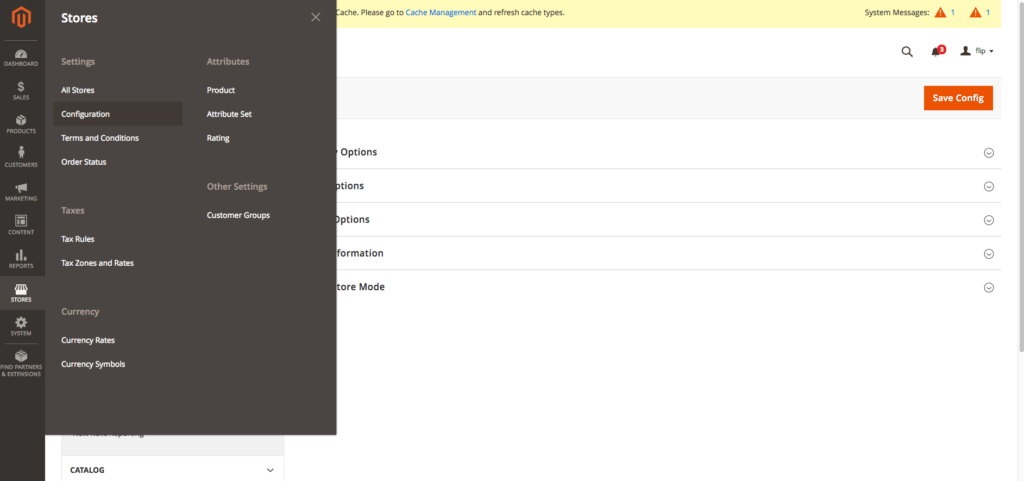 Stores
Cache. Please go to Cache Management and refresh cache types.
System Messages: 1 1
DASHBOARD
SALES
PRODUCTS
CUSTOMERS
MARKETING
CONTENT
REPORTS
STORES
SYSTEM
FIND PARTNERS
& EXTENSIONS
Settings
All Stores
Configuration
Terms and Conditions
Order Status
Taxes
Tax Rules
Tax Zones and Rates
Currency
Currency Rates
Currency Symbols
Attributes
Product
Attribute Set
Rating
Other Settings
Customer Groups
3
flip
Save Config
y Options
ptions
Options
formation
tore Mode
CATALOG